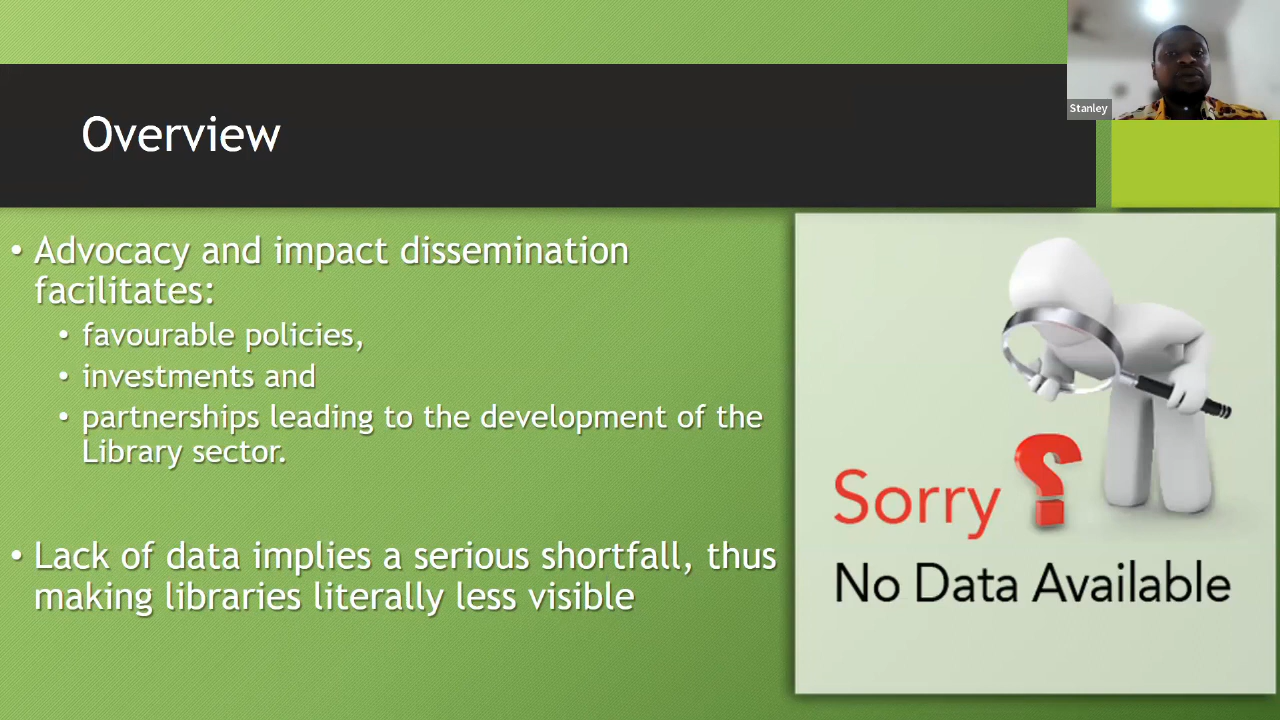 Stanley
Overview
• Advocacy and impact dissemination
facilitates:
• favourable policies,
• investments and
• partnerships leading to the development of the
Library sector.
• Lack of data implies a serious shortfall, thus
making libraries literally less visible
Sorry ?
No Data Available